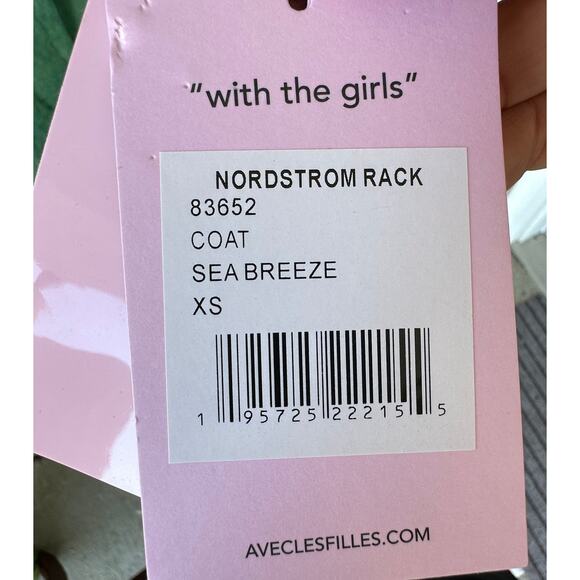 "with the girls"
NORDSTROM RACK
83652
COAT
SEA BREEZE
XS
1 95725 22215 5
AVECLESFILLES.COM